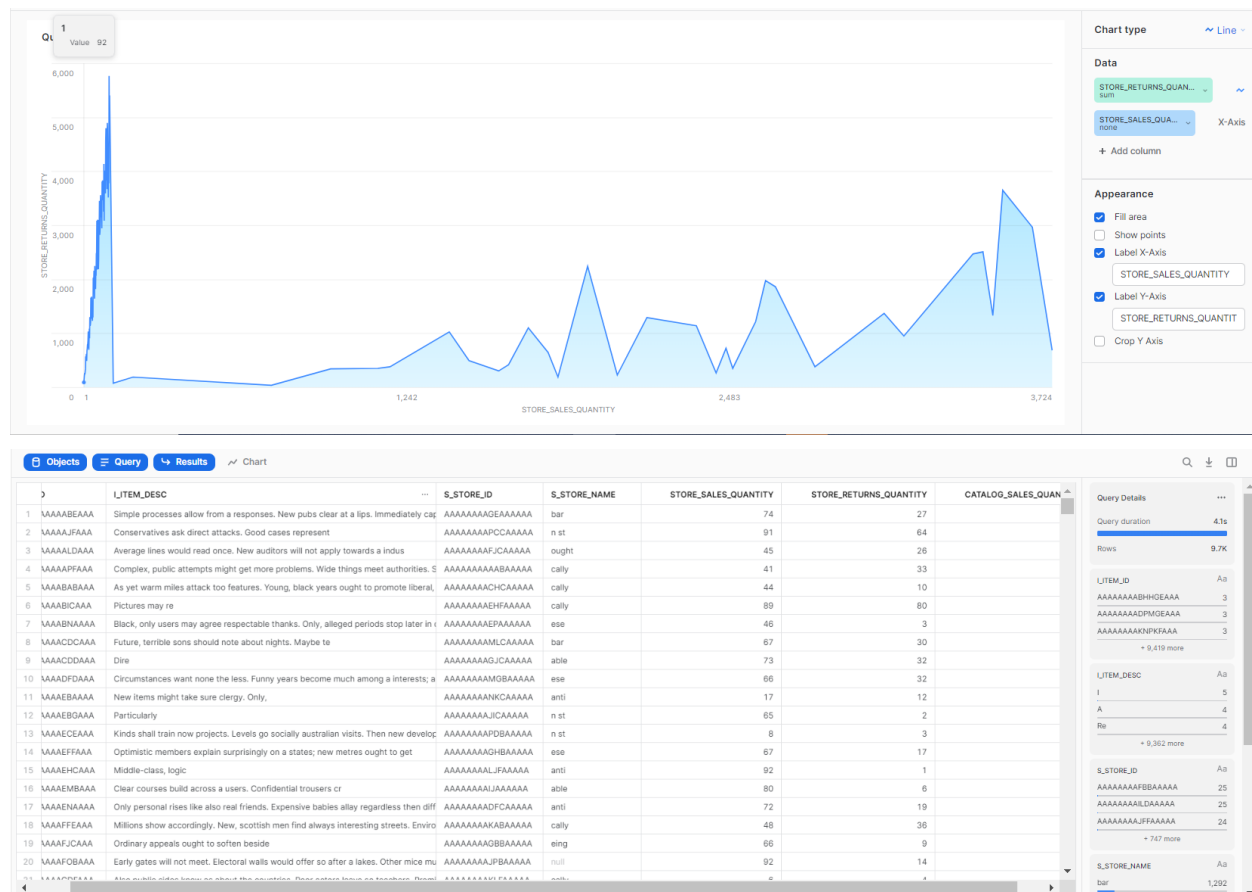 Qu
1
Value 92
6,000
5,000
4,000
3,000
2,000
1,000
0
STORE_RETURNS_QUANTITY
1
1,242
2,483
3,724
STORE_SALES_QUANTITY
Chart type
Line
Data
STORE_RETURNS_QUAN...
sum
STORE_SALES_QUA...
none
X-Axis
+ Add column
Appearance
Fill area
Show points
Label X-Axis
STORE_SALES_QUANTITY
Label Y-Axis
STORE_RETURNS_QUANTIT
Crop Y Axis
Objects Query Results Chart
I_ITEM_DESC ... S_STORE_ID S_STORE_NAME STORE_SALES_QUANTITY STORE_RETURNS_QUANTITY CATALOG_SALES_QUAN
1 AAAAABEAAA Simple processes allow from a responses. New pubs clear at a lips. Immediately cap AAAAAAAAGEAAAAAA bar 74 27
2 AAAAAJFAAA Conservatives ask direct attacks. Good cases represent AAAAAAAAPCCAAAAA n st 91 64
3 AAAAALDAAA Average lines would read once. New auditors will not apply towards a indus AAAAAAAAFJCAAAAA ought 45 26
4 AAAAAPFAAA Complex, public attempts might get more problems. Wide things meet authorities. S AAAAAAAAAABAAAAA cally 41 33
5 AAAABABAAA As yet warm miles attack too features. Young, black years ought to promote liberal, AAAAAAAACHCAAAAA cally 44 10
6 AAAABICAAA Pictures may re AAAAAAAAEHFAAAAA cally 89 80
7 AAAABNAAAA Black, only users may agree respectable thanks. Only, alleged periods stop later in AAAAAAAAEPAAAAAA ese 46 3
8 AAAACDCAAA Future, terrible sons should note about nights. Maybe te AAAAAAAAMLCAAAAA bar 67 30
9 AAAACDDAAA Dire AAAAAAAAGJCAAAAA able 73 32
10 AAAADFDAAA Circumstances want none the less. Funny years become much among a interests; a AAAAAAAAMGBAAAAA ese 66 32
11 AAAAEBAAAA New items might take sure clergy. Only, AAAAAAAANKCAAAAA anti 17 12
12 AAAAEBGAAA Particularly AAAAAAAAJICAAAAA n st 65 2
13 AAAAECEAAA Kinds shall train now projects. Levels go socially australian visits. Then new develop AAAAAAAAPDBAAAAA n st 8 3
14 AAAAEFFAAA Optimistic members explain surprisingly on a states; new metres ought to get AAAAAAAAGHBAAAAA ese 67 17
15 AAAAEHCAAA Middle-class, logic AAAAAAAALJFAAAAA anti 92 1
16 AAAAEMBAAA Clear courses build across a users. Confidential trousers cr AAAAAAAAIJAAAAAA able 80 6
17 AAAAENAAAA Only personal rises like also real friends. Expensive babies allay regardless then diff AAAAAAAADFCAAAAA anti 72 19
18 AAAAFFEAAA Millions show accordingly. New, scottish men find always interesting streets. Enviro AAAAAAAAKABAAAAA cally 48 36
19 AAAAFJCAAA Ordinary appeals ought to soften beside AAAAAAAAGBBAAAAA eing 66 9
20 AAAAFOBAAA Early gates will not meet. Electoral walls would offer so after a lakes. Other mice mu AAAAAAAAJPBAAAAA null 92 14
Query Details ...
Query duration 4.1s
Rows 9.7K
I_ITEM_ID Aa
AAAAAAAABHHGEAAA 3
AAAAAAAADPMGEAAA 3
AAAAAAAAKNPKFAAA 3
+ 9,419 more
I_ITEM_DESC Aa
I 5
A 4
Re 4
+ 9,362 more
S_STORE_ID Aa
AAAAAAAAFBBAAAAA 25
AAAAAAAAILDAAAAA 25
AAAAAAAAJFFAAAAA 24
+ 747 more
S_STORE_NAME Aa
bar 1,292